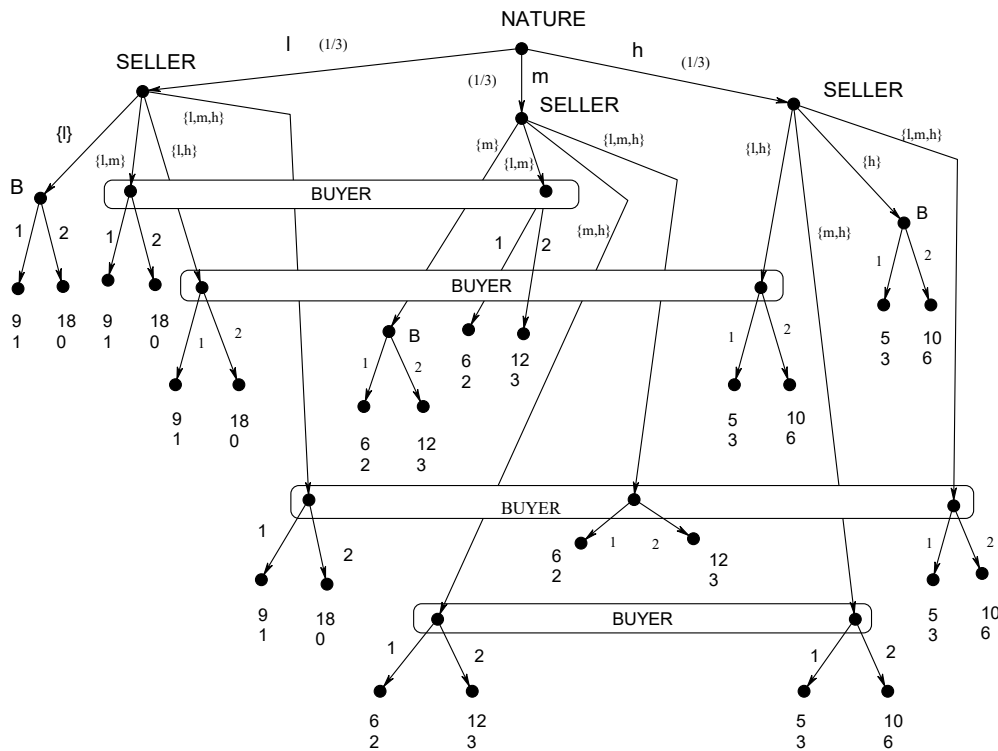 NATURE
l (1/3)
(1/3) m
h (1/3)
SELLER
SELLER
SELLER
{l}
{l,m}
{l,h}
{l,m,h}
{m}
{l,m}
{l,m,h}
{m,h}
{l,h}
{m,h}
{h}
{l,m,h}
B
BUYER
B
1 2
1 2
1 2
1 2
BUYER
9 18 9 18
1 0 1 0
B
6 12
2 3
5 10
3 6
1 2
1 2
1 2
9 18
1 0
6 12
2 3
5 10
3 6
BUYER
1 2
1 2
1 2
9 18
1 0
6 12
2 3
5 10
3 6
BUYER
1 2
1 2
6 12
2 3
5 10
3 6